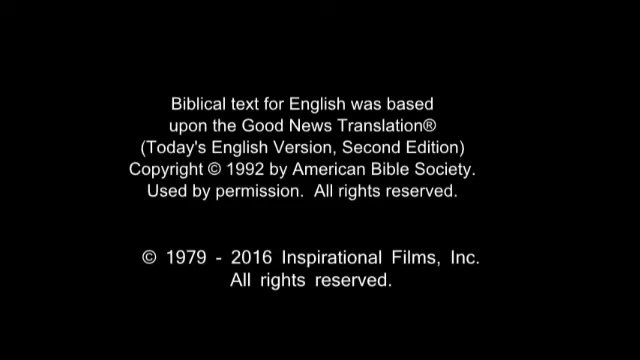 Biblical text for English was based
upon the Good News Translation®
(Today's English Version, Second Edition)
Copyright © 1992 by American Bible Society.
Used by permission.  All rights reserved.
© 1979 - 2016 Inspirational Films, Inc.
All rights reserved.